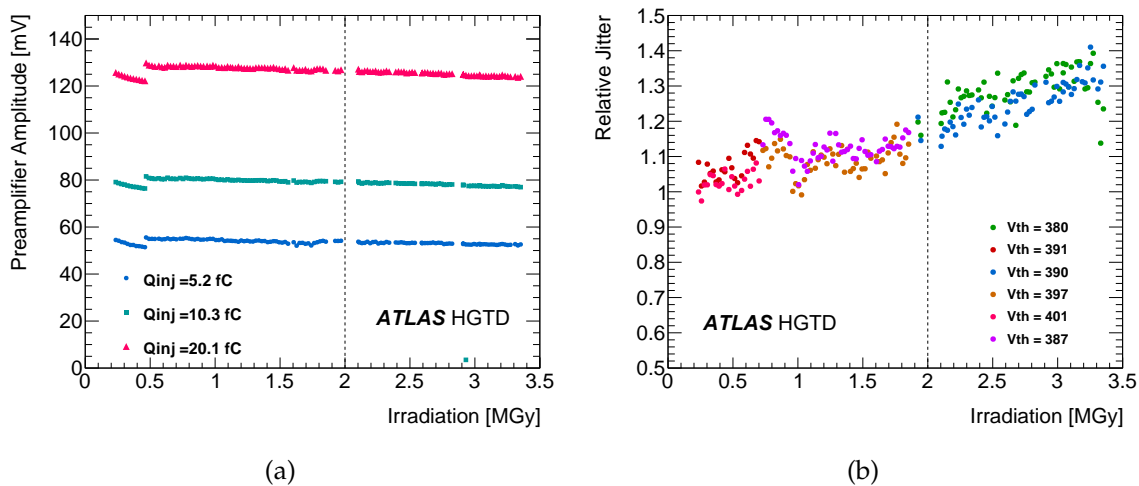 Preamplifier Amplitude [mV]
140
120
100
80
60
40
20
0
Qinj =5.2 fC
Qinj =10.3 fC
Qinj =20.1 fC
ATLAS HGTD
0 0.5 1 1.5 2 2.5 3 3.5
Irradiation [MGy]
(a)
Relative Jitter
1.5
1.4
1.3
1.2
1.1
1
0.9
0.8
0.7
0.6
0.5
Vth = 380
Vth = 391
Vth = 390
Vth = 397
Vth = 401
Vth = 387
ATLAS HGTD
0 0.5 1 1.5 2 2.5 3 3.5
Irradiation [MGy]
(b)